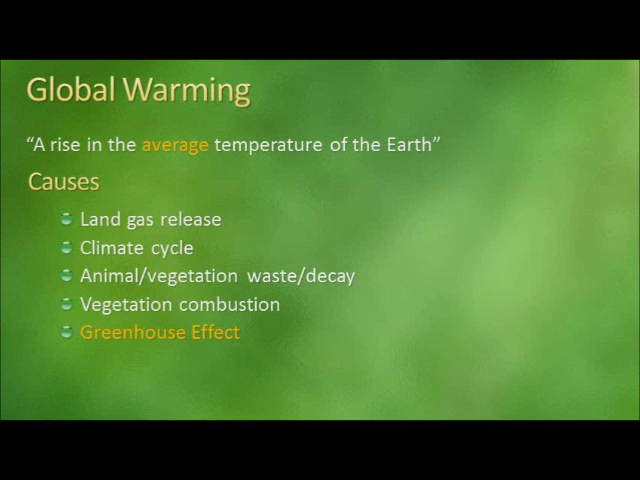 Global Warming
“A rise in the average temperature of the Earth”
Causes
Land gas release
Climate cycle
Animal/vegetation waste/decay
Vegetation combustion
Greenhouse Effect